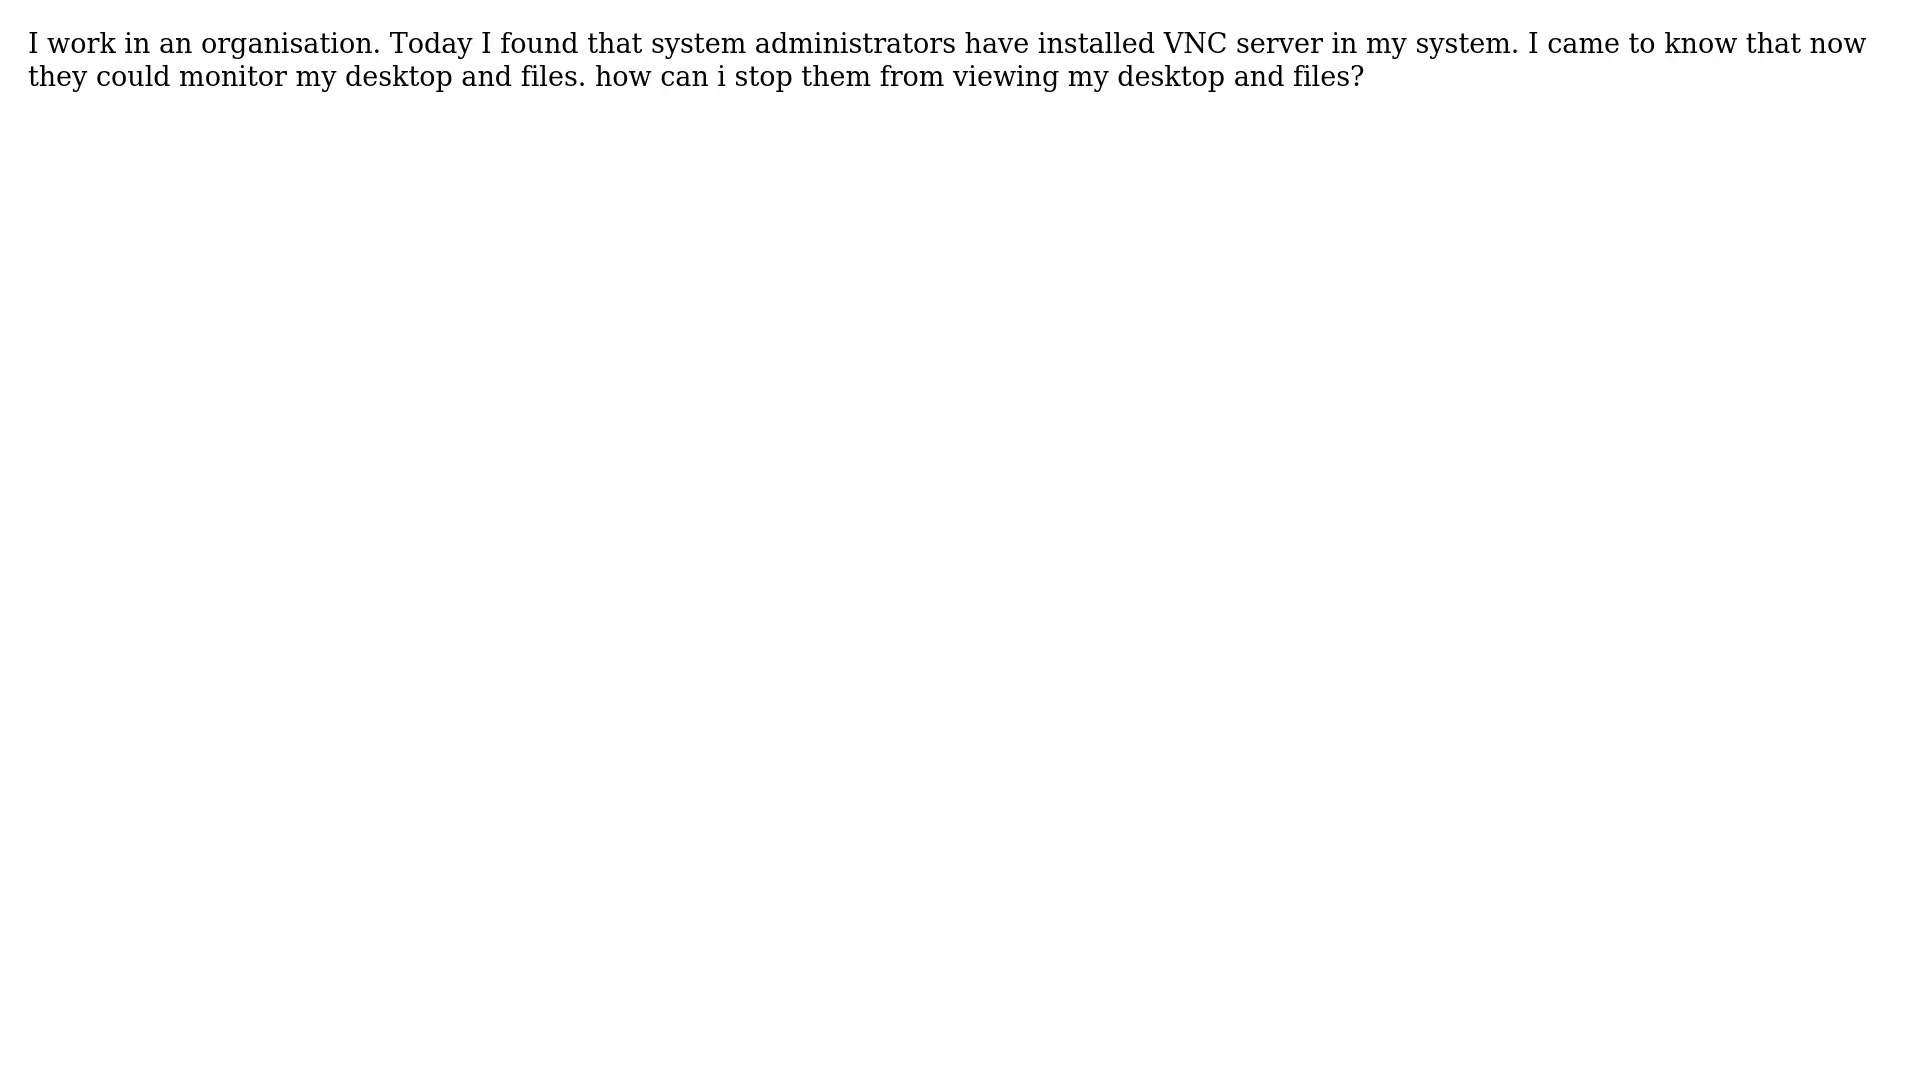 I work in an organisation. Today I found that system administrators have installed VNC server in my system. I came to know that now
they could monitor my desktop and files. how can i stop them from viewing my desktop and files?